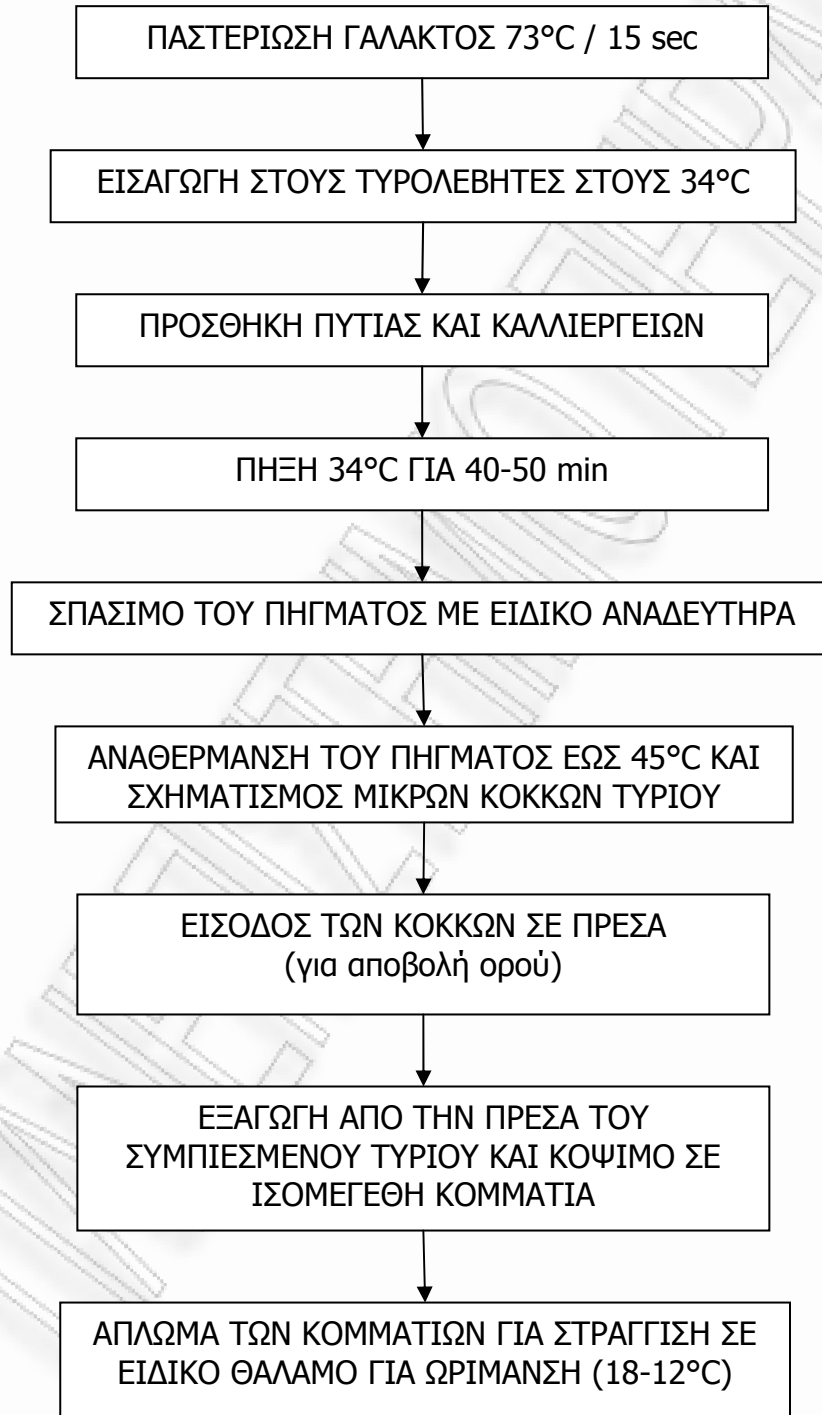 ΠΑΣΤΕΡΙΩΣΗ ΓΑΛΑΚΤΟΣ 73°C / 15 sec
ΕΙΣΑΓΩΓΗ ΣΤΟΥΣ ΤΥΡΟΛΕΒΗΤΕΣ ΣΤΟΥΣ 34°C
ΠΡΟΣΘΗΚΗ ΠΥΤΙΑΣ ΚΑΙ ΚΑΛΛΙΕΡΓΕΙΩΝ
ΠΗΞΗ 34°C ΓΙΑ 40-50 min
ΣΠΑΣΙΜΟ ΤΟΥ ΠΗΓΜΑΤΟΣ ΜΕ ΕΙΔΙΚΟ ΑΝΑΔΕΥΤΗΡΑ
ΑΝΑΘΕΡΜΑΝΣΗ ΤΟΥ ΠΗΓΜΑΤΟΣ ΕΩΣ 45°C ΚΑΙ
ΣΧΗΜΑΤΙΣΜΟΣ ΜΙΚΡΩΝ ΚΟΚΚΩΝ ΤΥΡΙΟΥ
ΕΙΣΟΔΟΣ ΤΩΝ ΚΟΚΚΩΝ ΣΕ ΠΡΕΣΑ
(για αποβολή ορού)
ΕΞΑΓΩΓΗ ΑΠΟ ΤΗΝ ΠΡΕΣΑ ΤΟΥ
ΣΥΜΠΙΕΣΜΕΝΟΥ ΤΥΡΙΟΥ ΚΑΙ ΚΟΨΙΜΟ ΣΕ
ΙΣΟΜΕΓΕΘΗ ΚΟΜΜΑΤΙΑ
ΑΠΛΩΜΑ ΤΩΝ ΚΟΜΜΑΤΙΩΝ ΓΙΑ ΣΤΡΑΓΓΙΣΗ ΣΕ
ΕΙΔΙΚΟ ΘΑΛΑΜΟ ΓΙΑ ΩΡΙΜΑΝΣΗ (18-12°C)